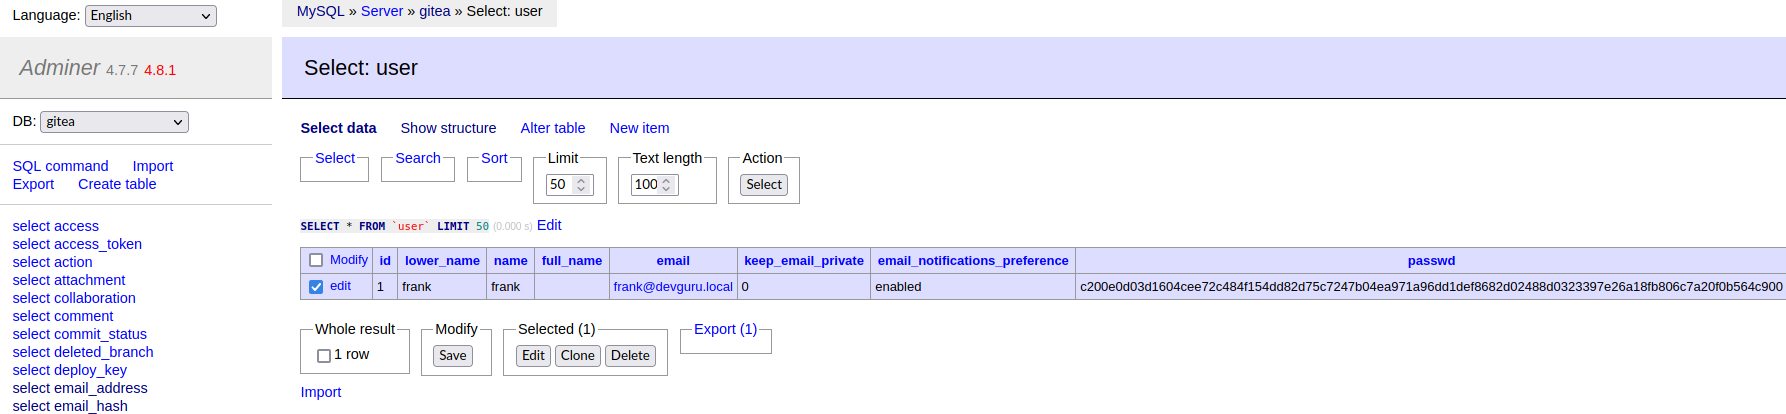 Language: English
MySQL » Server » gitea » Select: user
Adminer 4.7.7 4.8.1
Select: user
DB: gitea
Select data Show structure Alter table New item
SQL command Import
Export Create table
Select Search Sort Limit Text length Action
50 100 Select
SELECT * FROM `user` LIMIT 50 (0.000 s) Edit
select access
select access_token
select action
select attachment
select collaboration
select comment
select commit_status
select deleted_branch
select deploy_key
select email_address
select email_hash
Modify id lower_name name full_name email keep_email_private email_notifications_preference passwd
edit 1 frank frank frank@devguru.local 0 enabled c200e0d03d1604cee72c484f154dd82d75c7247b04ea971a96dd1def8682d02488d0323397e26a18fb806c7a20f0b564c900
Whole result Modify Selected (1) Export (1)
1 row Save Edit Clone Delete
Import